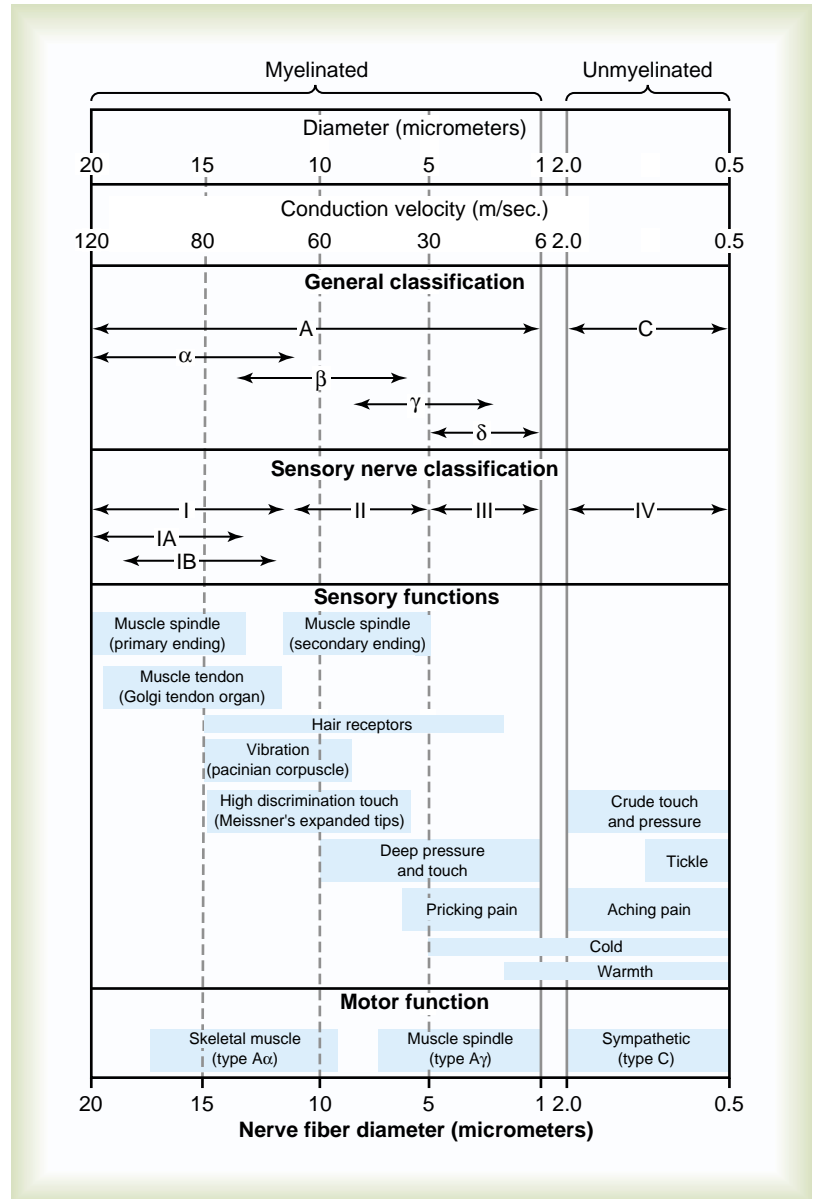 Myelinated Unmyelinated
Diameter (micrometers)
20 15 10 5 1 2.0 0.5
Conduction velocity (m/sec.)
120 80 60 30 6 2.0 0.5
General classification
A C
α
β
γ
δ
Sensory nerve classification
I II III IV
IA
IB
Sensory functions
Muscle spindle Muscle spindle
(primary ending) (secondary ending)
Muscle tendon
(Golgi tendon organ)
Hair receptors
Vibration
(pacinian corpuscle)
High discrimination touch Crude touch
(Meissner's expanded tips) and pressure
Deep pressure
and touch
Tickle
Pricking pain Aching pain
Cold
Warmth
Motor function
Skeletal muscle Muscle spindle Sympathetic
(type Aα) (type Aγ) (type C)
20 15 10 5 1 2.0 0.5
Nerve fiber diameter (micrometers)